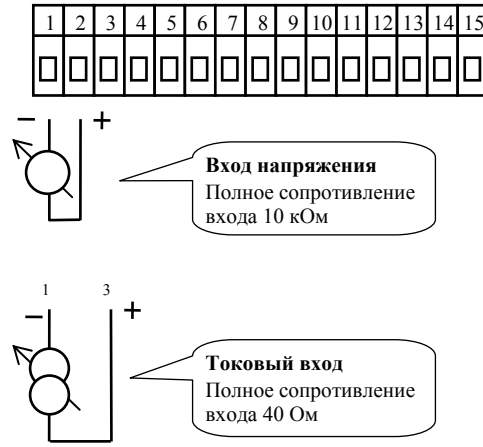 1 2 3 4 5 6 7 8 9 10 11 12 13 14 15
− +
Вход напряжения
Полное сопротивление
входа 10 кОм
1 3
− +
Токовый вход
Полное сопротивление
входа 40 Ом